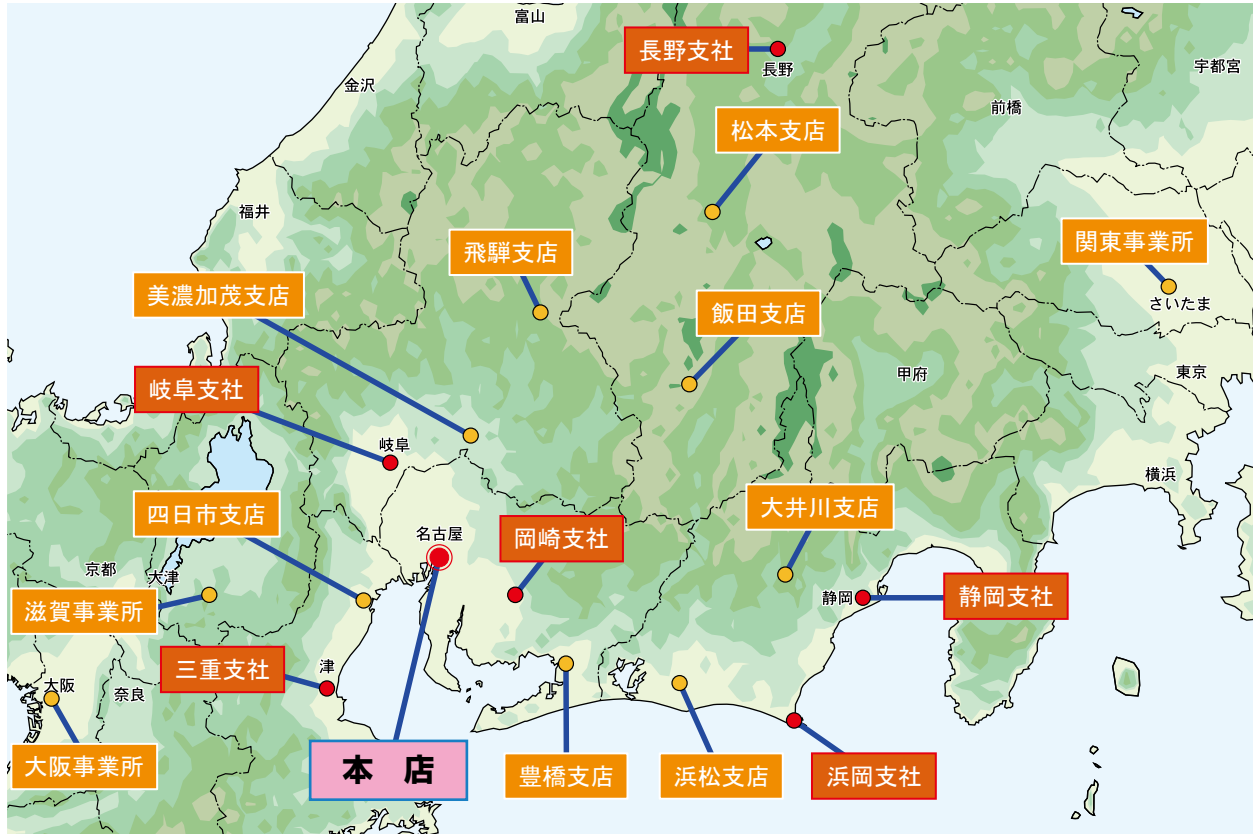 富山
長野支社
長野
宇都宮
金沢
前橋
松本支店
福井
飛騨支店
関東事業所
美濃加茂支店
さいたま
飯田支店
東京
甲府
岐阜支社
岐阜
横浜
四日市支店
大井川支店
名古屋
岡崎支社
京都
大津
滋賀事業所
静岡
静岡支社
三重支社
津
大阪
奈良
大阪事業所
本　店
豊橋支店
浜松支店
浜岡支社